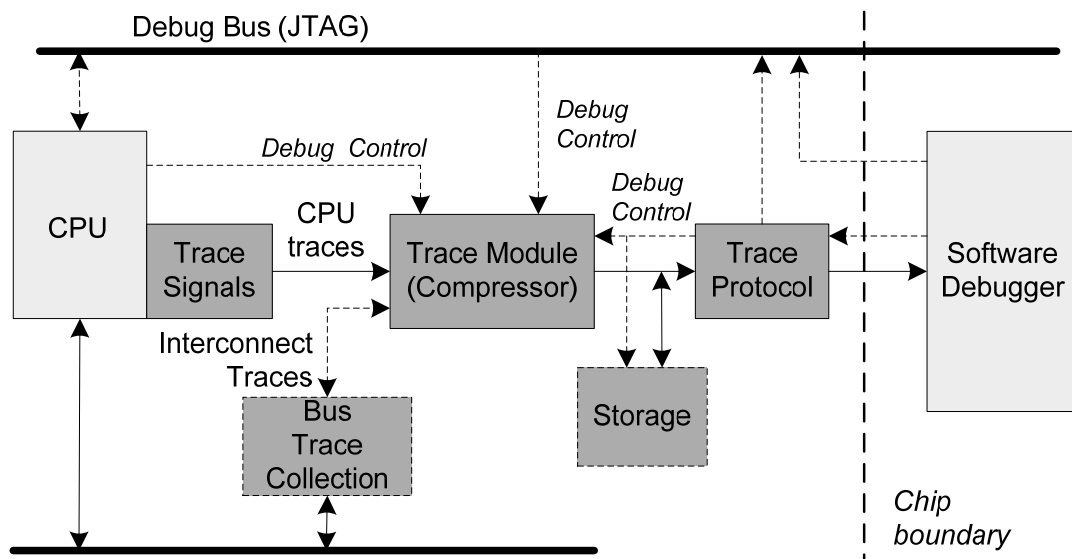 Debug Bus (JTAG)
Debug
Control
Debug Control
Debug
Control
CPU
CPU
traces
Trace
Signals
Trace Module
(Compressor)
Trace
Protocol
Software
Debugger
Interconnect
Traces
Bus
Trace
Collection
Storage
Chip
boundary